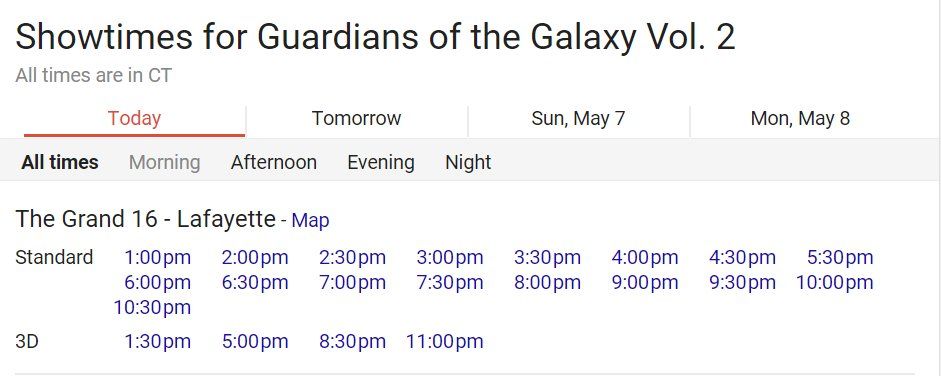 Showtimes for Guardians of the Galaxy Vol. 2
All times are in CT
Today Tomorrow Sun, May 7 Mon, May 8
All times Morning Afternoon Evening Night
The Grand 16 - Lafayette - Map
Standard 1:00pm 2:00pm 2:30pm 3:00pm 3:30pm 4:00pm 4:30pm 5:30pm
6:00pm 6:30pm 7:00pm 7:30pm 8:00pm 9:00pm 9:30pm 10:00pm
10:30pm
3D 1:30pm 5:00pm 8:30pm 11:00pm